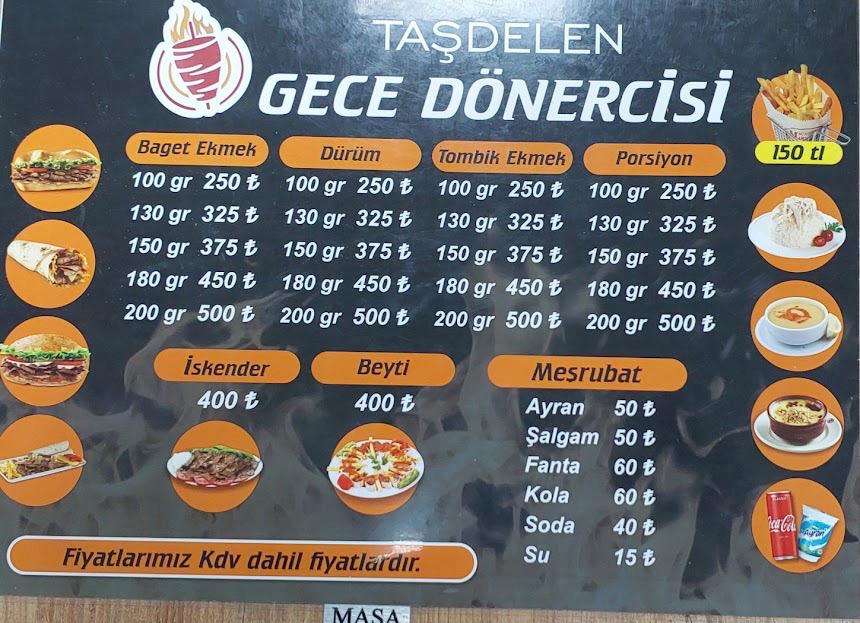 TAŞDELEN
GECE DÖNERCİSİ
150 tl
Baget Ekmek
100 gr 250 ₺
130 gr 325 ₺
150 gr 375 ₺
180 gr 450 ₺
200 gr 500 ₺
Dürüm
100 gr 250 ₺
130 gr 325 ₺
150 gr 375 ₺
180 gr 450 ₺
200 gr 500 ₺
Tombik Ekmek
100 gr 250 ₺
130 gr 325 ₺
150 gr 375 ₺
180 gr 450 ₺
200 gr 500 ₺
Porsiyon
100 gr 250 ₺
130 gr 325 ₺
150 gr 375 ₺
180 gr 450 ₺
200 gr 500 ₺
İskender
400 ₺
Beyti
400 ₺
Meşrubat
Ayran 50 ₺
Şalgam 50 ₺
Fanta 60 ₺
Kola 60 ₺
Soda 40 ₺
Su 15 ₺
Coca-Cola
Ayran
Fiyatlarımız Kdv dahil fiyatlardır.
MASA